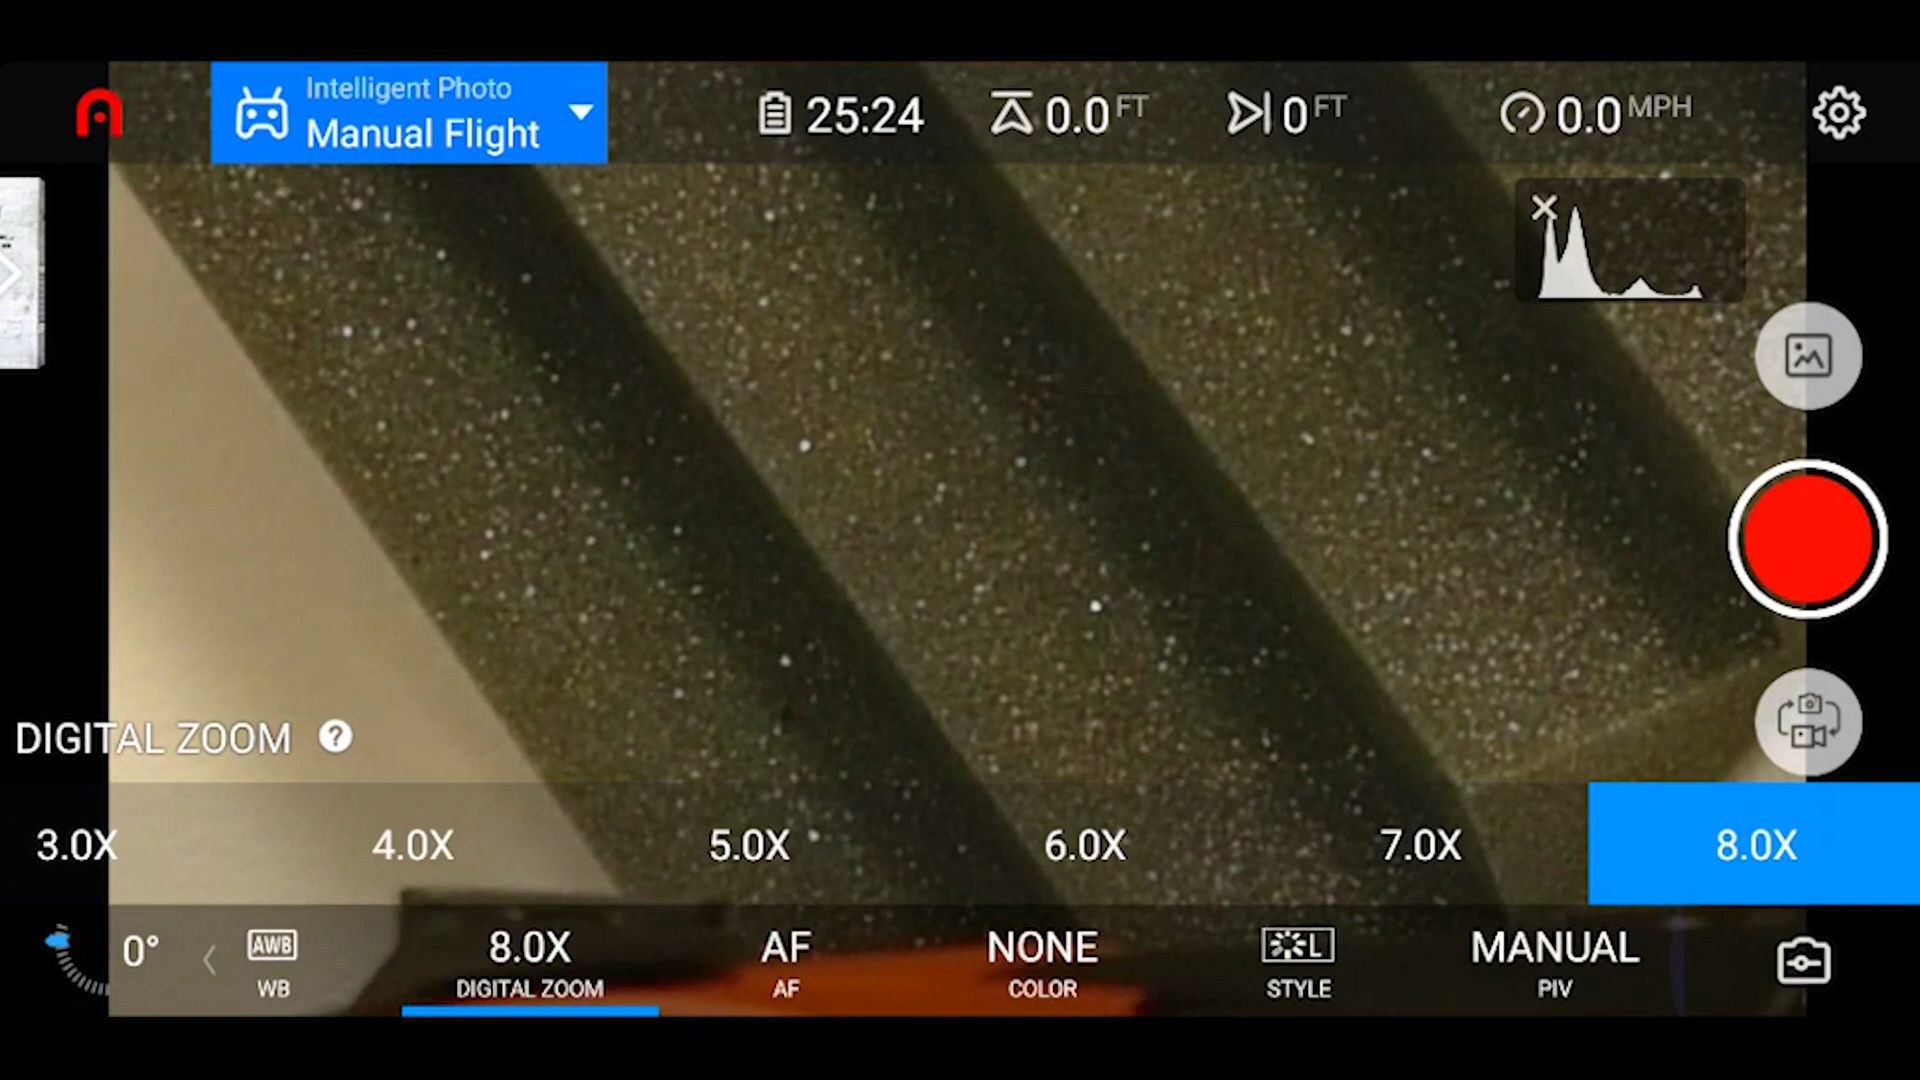 Intelligent Photo
Manual Flight
25:24
0.0 FT
0 FT
0.0 MPH
DIGITAL ZOOM ?
3.0X
4.0X
5.0X
6.0X
7.0X
8.0X
0°
AWB
WB
8.0X
DIGITAL ZOOM
AF
AF
NONE
COLOR
L
STYLE
MANUAL
PIV